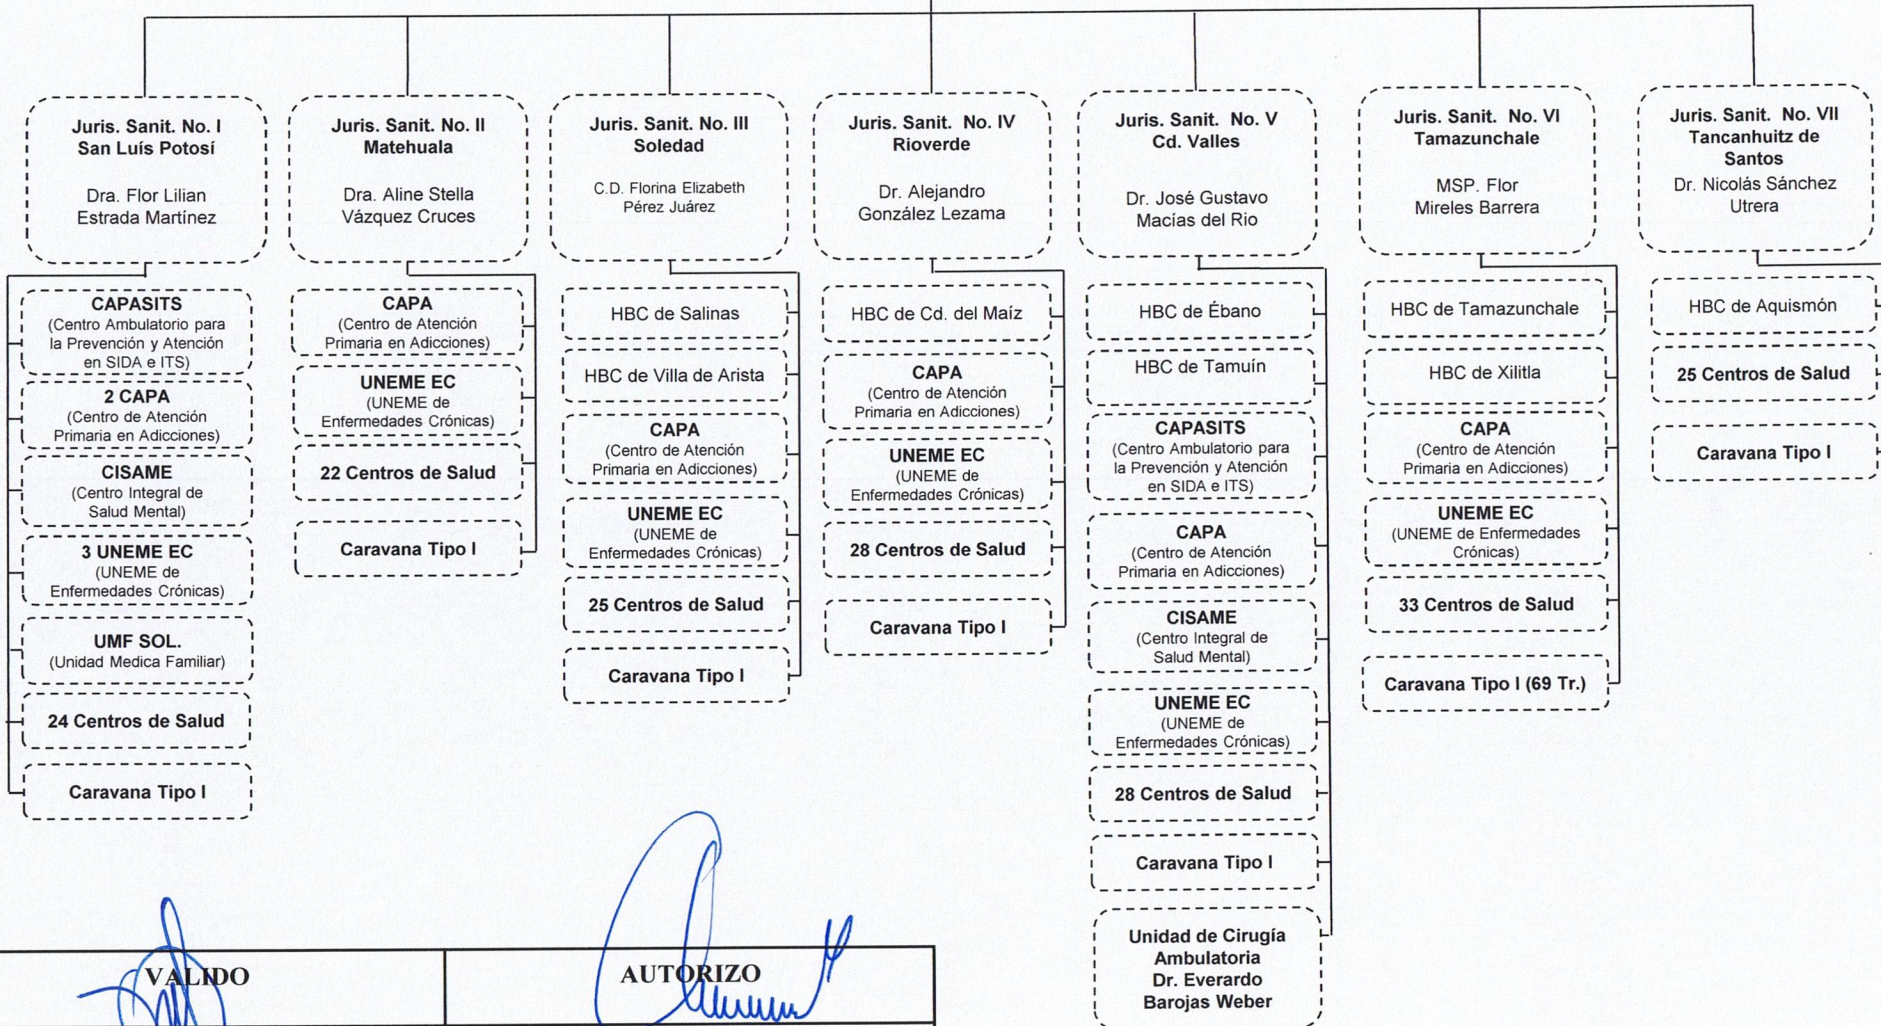 Juris. Sanit. No. I
San Luís Potosí
Dra. Flor Lilian
Estrada Martínez
CAPASITS
(Centro Ambulatorio para
la Prevención y Atención
en SIDA e ITS)
2 CAPA
(Centro de Atención
Primaria en Adicciones)
CISAME
(Centro Integral de
Salud Mental)
3 UNEME EC
(UNEME de
Enfermedades Crónicas)
UMF SOL.
(Unidad Medica Familiar)
24 Centros de Salud
Caravana Tipo I
Juris. Sanit. No. II
Matehuala
Dra. Aline Stella
Vázquez Cruces
CAPA
(Centro de Atención
Primaria en Adicciones)
UNEME EC
(UNEME de
Enfermedades Crónicas)
22 Centros de Salud
Caravana Tipo I
Juris. Sanit. No. III
Soledad
C.D. Florina Elizabeth
Pérez Juárez
HBC de Salinas
HBC de Villa de Arista
CAPA
(Centro de Atención
Primaria en Adicciones)
UNEME EC
(UNEME de
Enfermedades Crónicas)
25 Centros de Salud
Caravana Tipo I
Juris. Sanit. No. IV
Rioverde
Dr. Alejandro
González Lezama
HBC de Cd. del Maíz
CAPA
(Centro de Atención
Primaria en Adicciones)
UNEME EC
(UNEME de
Enfermedades Crónicas)
28 Centros de Salud
Caravana Tipo I
Juris. Sanit. No. V
Cd. Valles
Dr. José Gustavo
Macías del Rio
HBC de Ébano
HBC de Tamuín
CAPASITS
(Centro Ambulatorio para
la Prevención y Atención
en SIDA e ITS)
CAPA
(Centro de Atención
Primaria en Adicciones)
CISAME
(Centro Integral de
Salud Mental)
UNEME EC
(UNEME de
Enfermedades Crónicas)
28 Centros de Salud
Caravana Tipo I
Unidad de Cirugía
Ambulatoria
Dr. Everardo
Barojas Weber
Juris. Sanit. No. VI
Tamazunchale
MSP. Flor
Mireles Barrera
HBC de Tamazunchale
HBC de Xilitla
CAPA
(Centro de Atención
Primaria en Adicciones)
UNEME EC
(UNEME de Enfermedades
Crónicas)
33 Centros de Salud
Caravana Tipo I (69 Tr.)
Juris. Sanit. No. VII
Tancanhuitz de
Santos
Dr. Nicolás Sánchez
Utrera
HBC de Aquismón
25 Centros de Salud
Caravana Tipo I
VALIDO
AUTORIZO